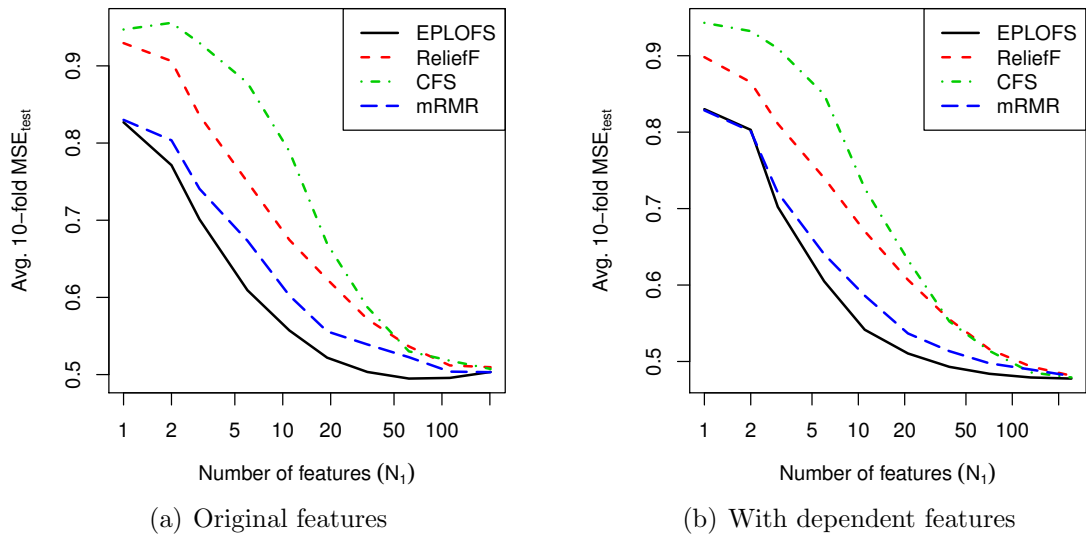 EPLOFS
ReliefF
CFS
mRMR
Avg. 10−fold MSEtest
0.9
0.8
0.7
0.6
0.5
1 2 5 10 20 50 100
Number of features (N1)
(a) Original features
EPLOFS
ReliefF
CFS
mRMR
Avg. 10−fold MSEtest
0.9
0.8
0.7
0.6
0.5
1 2 5 10 20 50 100
Number of features (N1)
(b) With dependent features